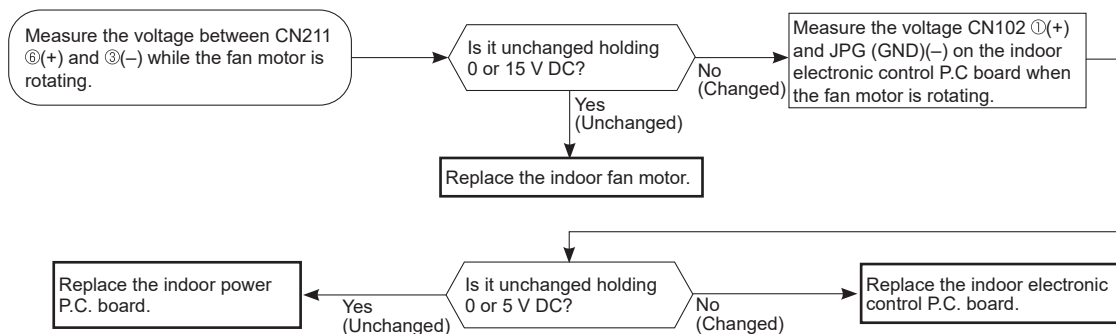 Measure the voltage between CN211
⑥(+) and ③(–) while the fan motor is
rotating.
Is it unchanged holding
0 or 15 V DC?
No
(Changed)
Measure the voltage CN102 ①(+)
and JPG (GND)(–) on the indoor
electronic control P.C board when
the fan motor is rotating.
Yes
(Unchanged)
Replace the indoor fan motor.
Is it unchanged holding
0 or 5 V DC?
Yes
(Unchanged)
Replace the indoor power
P.C. board.
No
(Changed)
Replace the indoor electronic
control P.C. board.